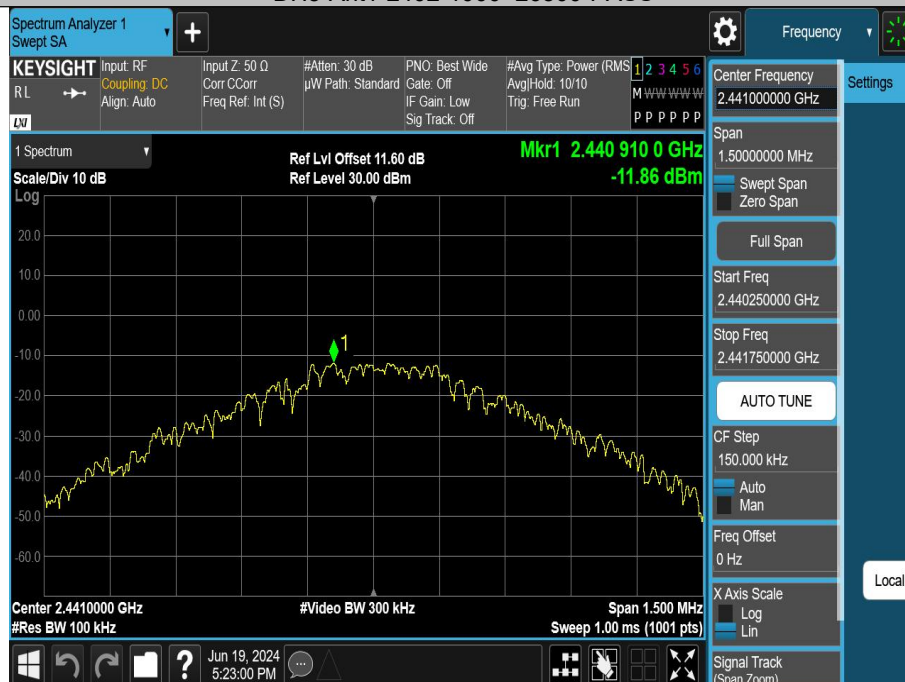 Spectrum Analyzer 1
Swept SA
+
Frequency
KEYSIGHT
RL
LXI
Input: RF
Coupling: DC
Align: Auto
Input Z: 50 Ω
Corr CCorr
Freq Ref: Int (S)
#Atten: 30 dB
µW Path: Standard
PNO: Best Wide
Gate: Off
IF Gain: Low
Sig Track: Off
#Avg Type: Power (RMS
Avg|Hold: 10/10
Trig: Free Run
1 2 3 4 5 6
M W W W W W
P P P P P P
Center Frequency
2.441000000 GHz
Settings
Span
1.50000000 MHz
Swept Span
Zero Span
Full Span
Start Freq
2.440250000 GHz
Stop Freq
2.441750000 GHz
AUTO TUNE
CF Step
150.000 kHz
Auto
Man
Freq Offset
0 Hz
X Axis Scale
Log
Lin
Signal Track
(Span Zoom)
Local
1 Spectrum
Scale/Div 10 dB
Log
Ref Lvl Offset 11.60 dB
Ref Level 30.00 dBm
Mkr1 2.440 910 0 GHz
-11.86 dBm
20.0
10.0
0.00
-10.0
-20.0
-30.0
-40.0
-50.0
-60.0
1
Center 2.4410000 GHz
#Video BW 300 kHz
Span 1.500 MHz
#Res BW 100 kHz
Sweep 1.00 ms (1001 pts)
?
Jun 19, 2024
5:23:00 PM